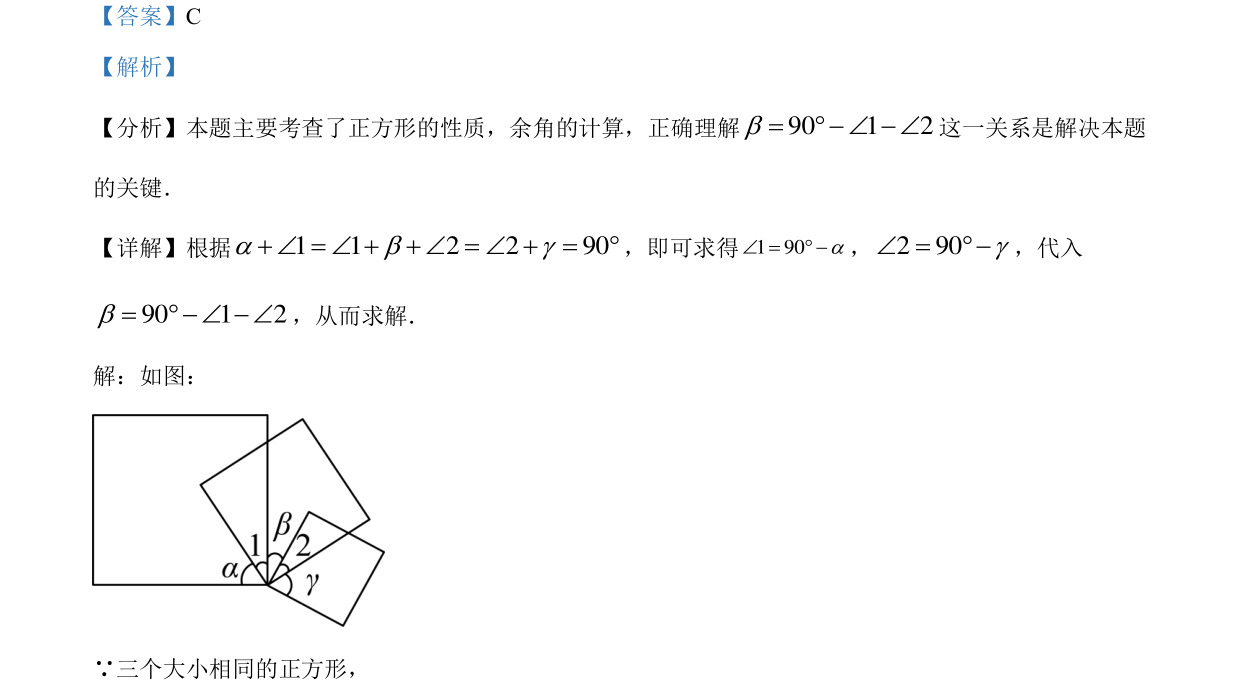 【答案】C
【解析】
【分析】本题主要考查了正方形的性质，余角的计算，正确理解β=90°−∠1−∠2这一关系是解决本题
的关键．
【详解】根据α+∠1=∠1+β+∠2=∠2+γ=90°，即可求得∠1=90°−α，∠2=90°−γ，代入
β=90°−∠1−∠2，从而求解．
解：如图：
β
1 2
α γ
∵三个大小相同的正方形，